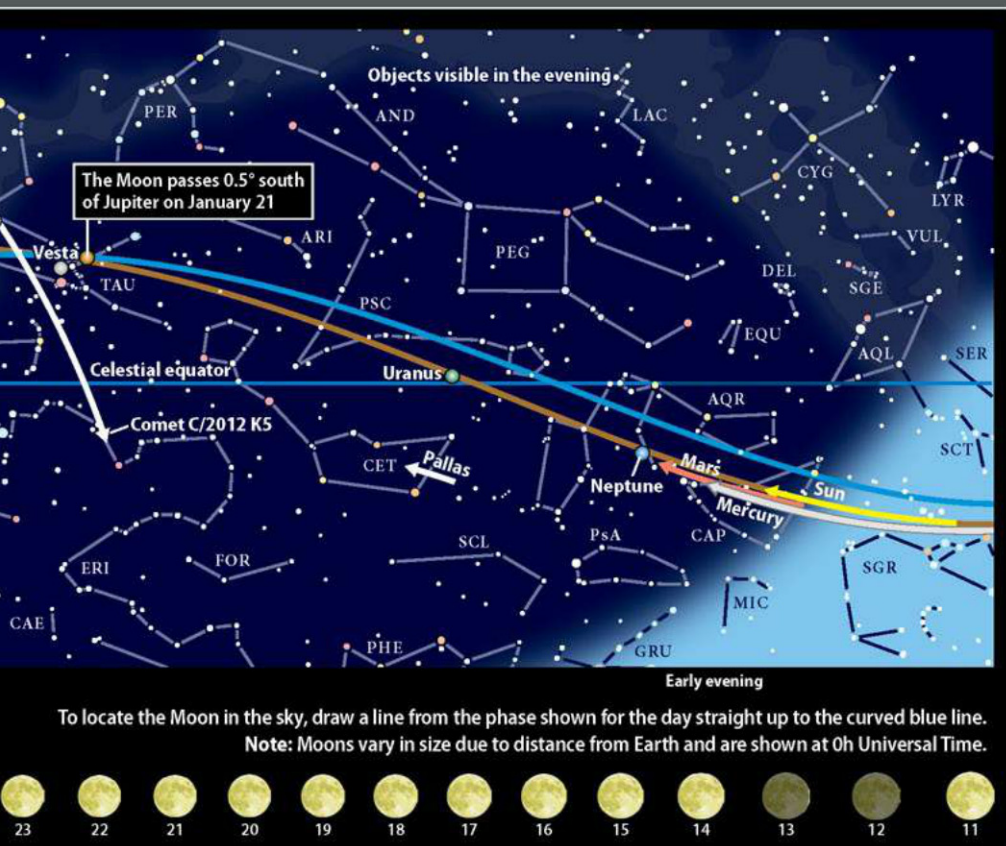 Objects visible in the evening
PER
AND
LAC
CYG
LYR
The Moon passes 0.5° south
of Jupiter on January 21
ARI
PEG
VUL
Vesta
TAU
DEL
SGE
PSC
EQU
AQL
SER
Celestial equator
Uranus
AQR
Comet C/2012 K5
SCT
CET
Pallas
Mars
Neptune
Sun
Mercury
SCL
PsA
CAP
ERI
FOR
SGR
MIC
CAE
PHE
GRU
Early evening
To locate the Moon in the sky, draw a line from the phase shown for the day straight up to the curved blue line.
Note: Moons vary in size due to distance from Earth and are shown at 0h Universal Time.
23 22 21 20 19 18 17 16 15 14 13 12 11